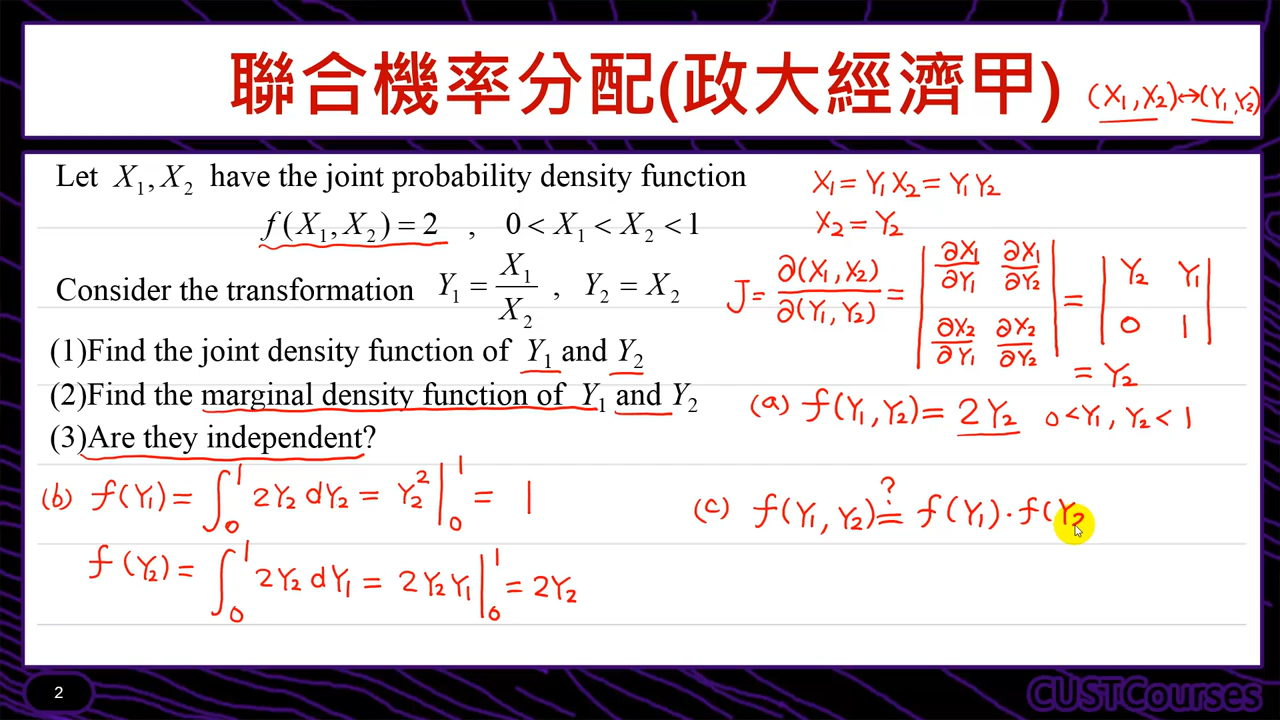 聯合機率分配(政大經濟甲)
(X₁, X₂)↔(Y₁, Y₂)
Let X₁, X₂ have the joint probability density function
f(X₁, X₂) = 2 , 0 < X₁ < X₂ < 1
Consider the transformation Y₁ = X₁/X₂ , Y₂ = X₂
(1)Find the joint density function of Y₁ and Y₂
(2)Find the marginal density function of Y₁ and Y₂
(3)Are they independent?
X₁ = Y₁X₂ = Y₁Y₂
X₂ = Y₂
J = ∂(X₁, X₂)/∂(Y₁, Y₂) = | ∂X₁/∂Y₁ ∂X₁/∂Y₂ ; ∂X₂/∂Y₁ ∂X₂/∂Y₂ | = | Y₂ Y₁ ; 0 1 |
= Y₂
(a) f(Y₁, Y₂) = 2Y₂ 0<Y₁, Y₂<1
(b) f(Y₁) = ∫₀¹ 2Y₂ dY₂ = Y₂² |₀¹ = 1
f(Y₂) = ∫₀¹ 2Y₂ dY₁ = 2Y₂Y₁ |₀¹ = 2Y₂
(c) f(Y₁, Y₂) ≟ f(Y₁)·f(Y₂
2
CUSTCourses